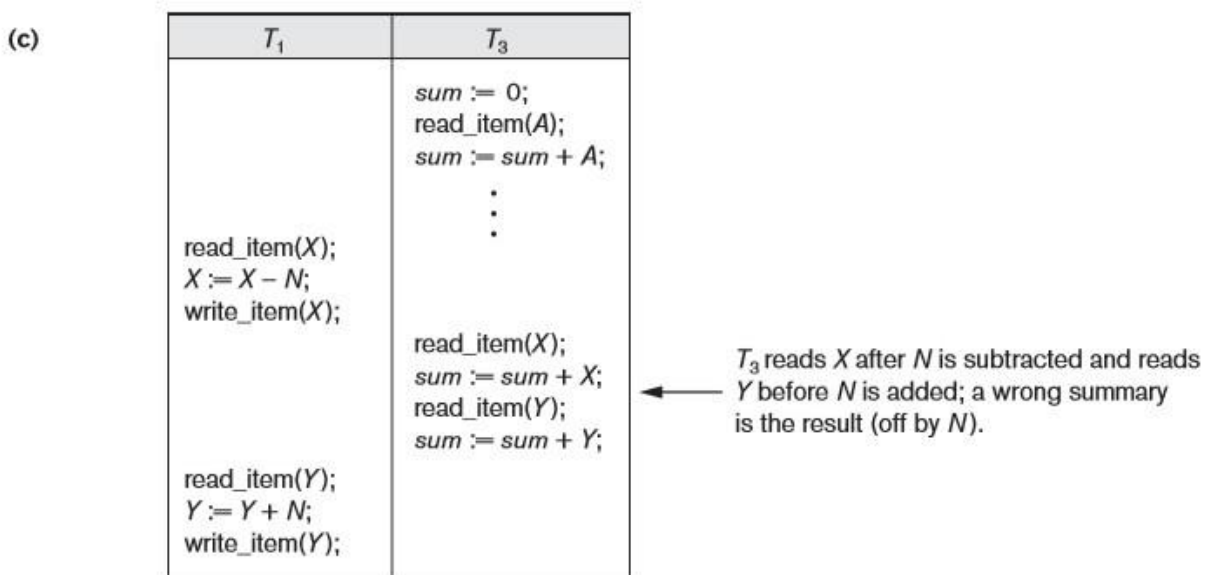 (c)
T₁ T₃
sum := 0;
read_item(A);
sum := sum + A;
read_item(X);
X := X – N;
write_item(X);
read_item(X);
sum := sum + X;
read_item(Y);
sum := sum + Y;
T₃ reads X after N is subtracted and reads
Y before N is added; a wrong summary
is the result (off by N).
read_item(Y);
Y := Y + N;
write_item(Y);